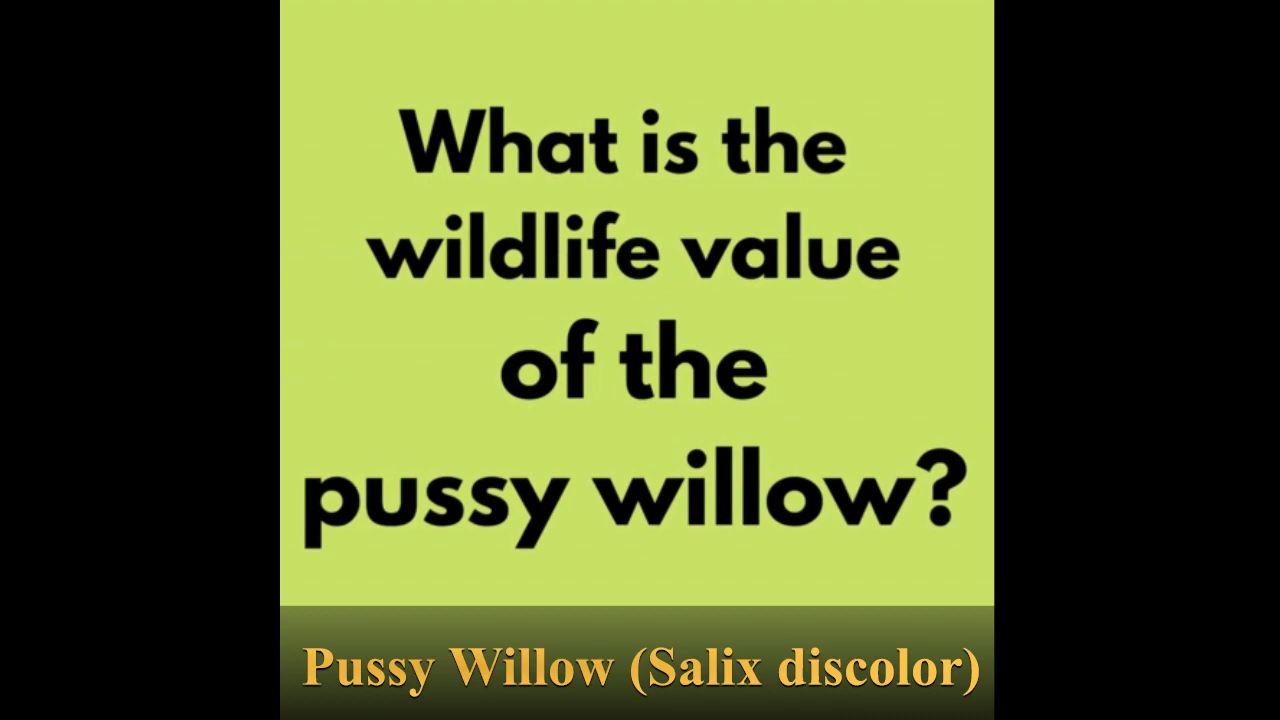 What is the
wildlife value
of the
pussy willow?
Pussy Willow (Salix discolor)